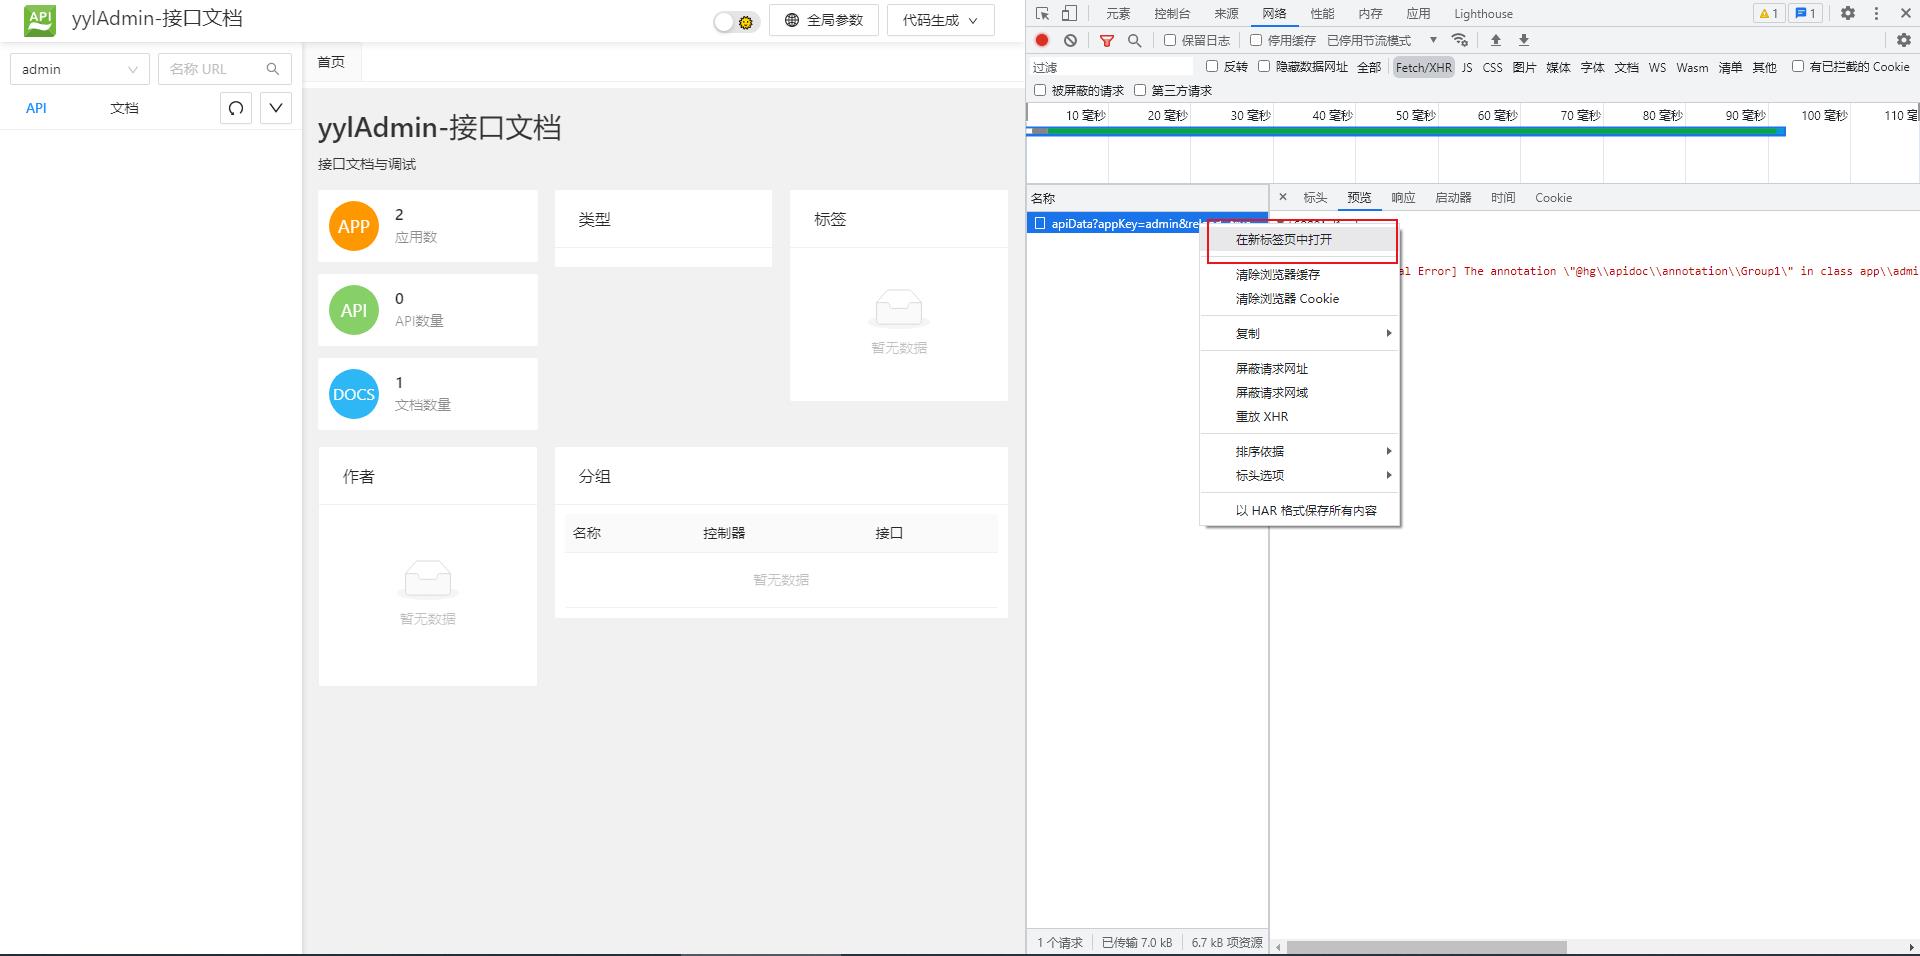 API
yylAdmin-接口文档
全局参数
代码生成
admin
名称 URL
API
文档
首页
yylAdmin-接口文档
接口文档与调试
APP
2
应用数
API
0
API数量
DOCS
1
文档数量
类型
标签
暂无数据
作者
暂无数据
分组
名称
控制器
接口
暂无数据
元素
控制台
来源
网络
性能
内存
应用
Lighthouse
1
1
保留日志
停用缓存
已停用节流模式
过滤
反转
隐藏数据网址
全部
Fetch/XHR
JS
CSS
图片
媒体
字体
文档
WS
Wasm
清单
其他
有已拦截的 Cookie
被屏蔽的请求
第三方请求
10 毫秒
20 毫秒
30 毫秒
40 毫秒
50 毫秒
60 毫秒
70 毫秒
80 毫秒
90 毫秒
100 毫秒
110 毫
名称
标头
预览
响应
启动器
时间
Cookie
apiData?appKey=admin&rel
al Error] The annotation \"@hg\\apidoc\\annotation\\Group1\" in class app\\admi
在新标签页中打开
清除浏览器缓存
清除浏览器 Cookie
复制
屏蔽请求网址
屏蔽请求网域
重放 XHR
排序依据
标头选项
以 HAR 格式保存所有内容
1 个请求
已传输 7.0 kB
6.7 kB 项资源